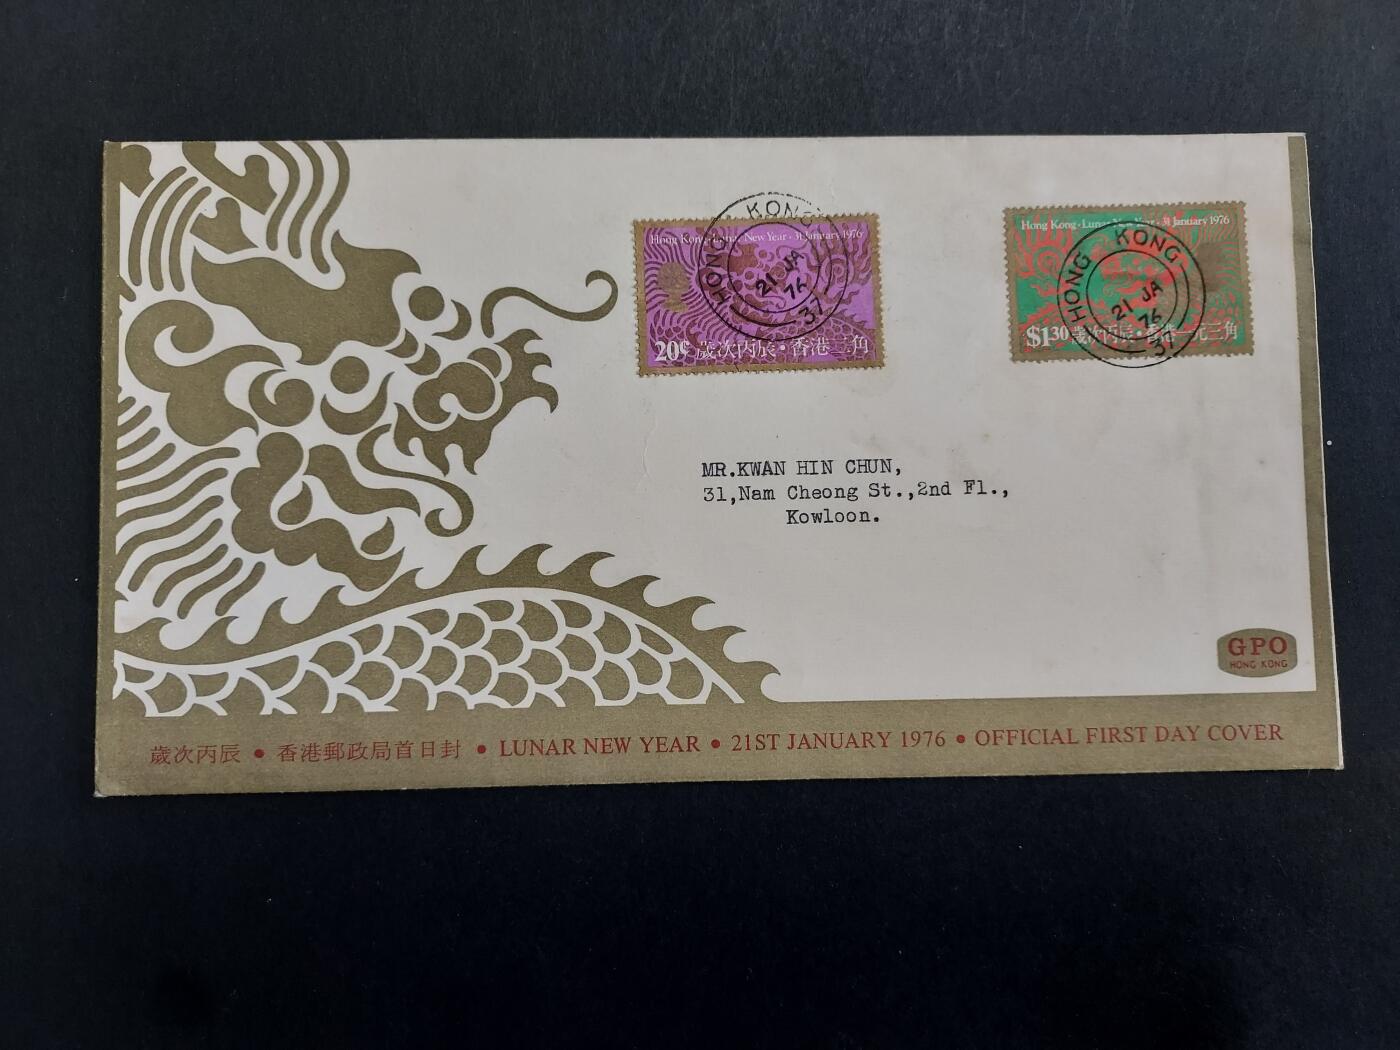 Hong Kong · Lunar New Year · 31 January 1976
20¢ 歲次丙辰 · 香港二角
HONG KONG
21 JA
76
37
Hong Kong · Lunar New Year · 31 January 1976
$1.30 歲次丙辰 · 香港一元三角
HONG KONG
21 JA
76
37
MR.KWAN HIN CHUN,
31,Nam Cheong St.,2nd Fl.,
Kowloon.
GPO
HONG KONG
歲次丙辰 • 香港郵政局首日封 • LUNAR NEW YEAR • 21ST JANUARY 1976 • OFFICIAL FIRST DAY COVER